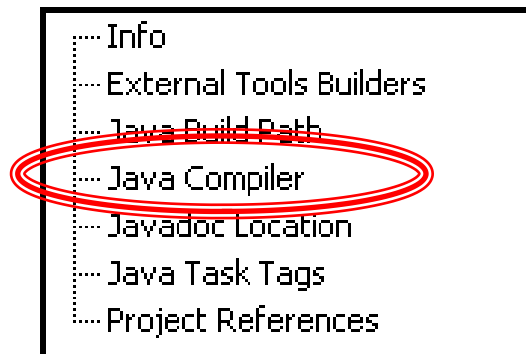 Info
External Tools Builders
Java Build Path
Java Compiler
Javadoc Location
Java Task Tags
Project References